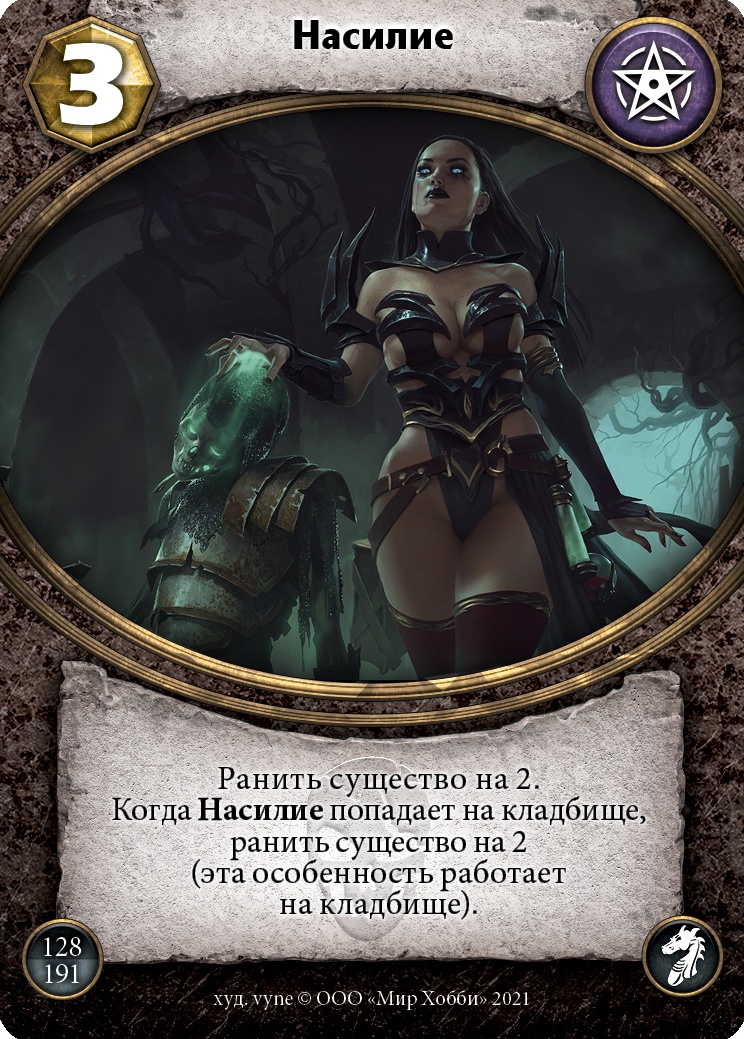 3
Насилие
Ранить существо на 2.
Когда Насилие попадает на кладбище,
ранить существо на 2
(эта особенность работает
на кладбище).
128
191
худ. vyne © ООО «Мир Хобби» 2021